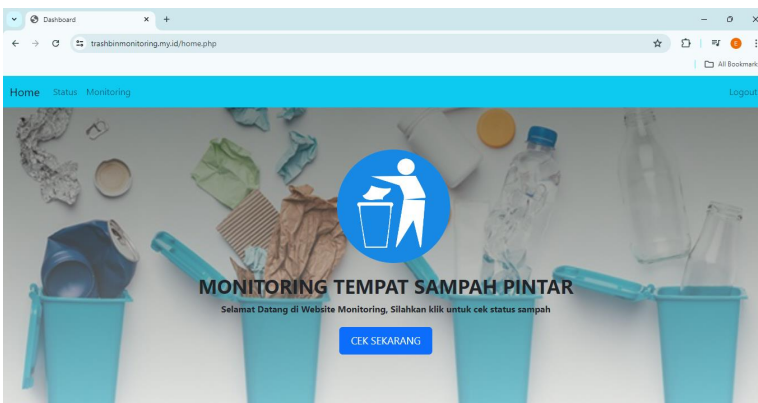 Dashboard
trashbinmonitoring.my.id/home.php
E
All Bookmark
Home Status Monitoring Logout
MONITORING TEMPAT SAMPAH PINTAR
Selamat Datang di Website Monitoring, Silahkan klik untuk cek status sampah
CEK SEKARANG